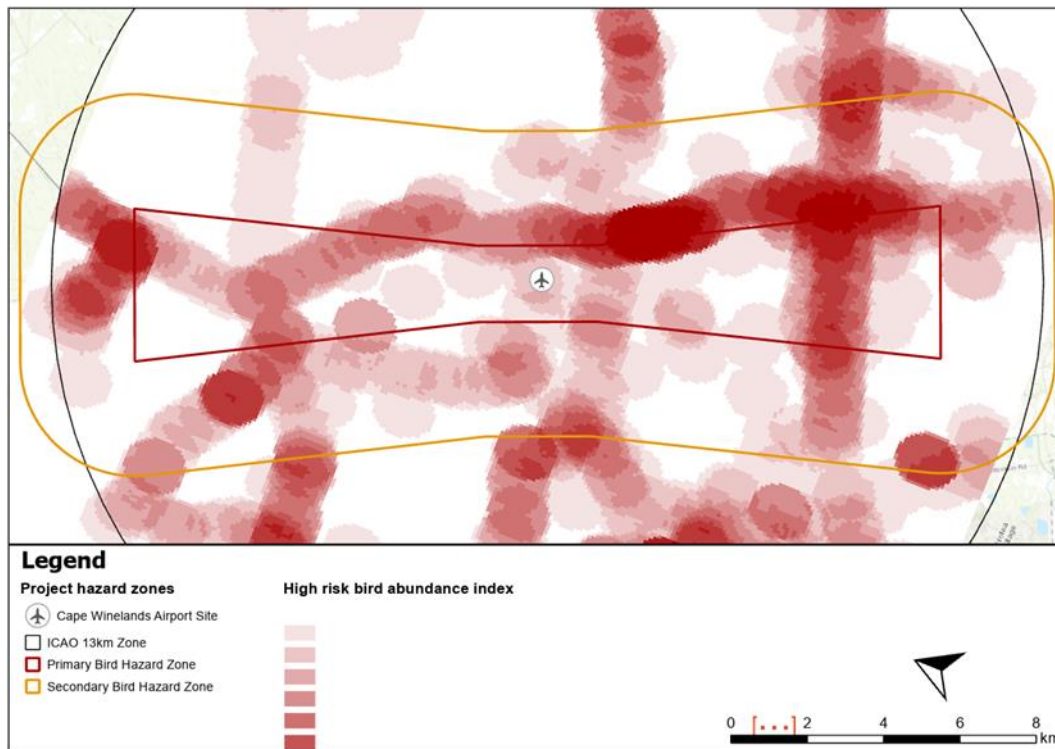 Legend
Project hazard zones
Cape Winelands Airport Site
ICAO 13km Zone
Primary Bird Hazard Zone
Secondary Bird Hazard Zone
High risk bird abundance index
0 [...] 2 4 6 8
km